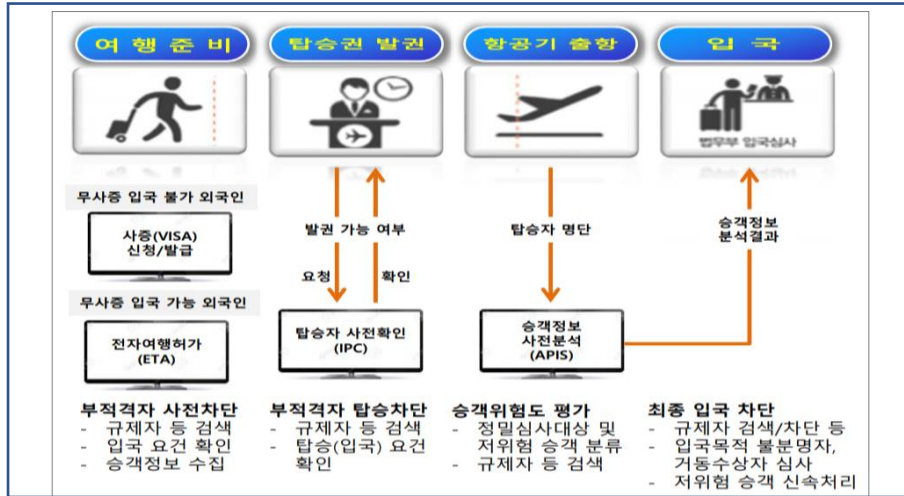 여행준비
탑승권 발권
항공기 출항
입국
법무부 입국심사
무사증 입국 불가 외국인
사증(VISA)
신청/발급
무사증 입국 가능 외국인
전자여행허가
(ETA)
발권 가능 여부
요청
확인
탑승자 사전확인
(IPC)
탑승자 명단
승객정보
사전분석
(APIS)
승객정보
분석결과
부적격자 사전차단
- 규제자 등 검색
- 입국 요건 확인
- 승객정보 수집
부적격자 탑승차단
- 규제자 등 검색
- 탑승(입국) 요건
확인
승객위험도 평가
- 정밀심사대상 및
저위험 승객 분류
- 규제자 등 검색
최종 입국 차단
- 규제자 검색/차단 등
- 입국목적 불분명자,
거동수상자 심사
- 저위험 승객 신속처리